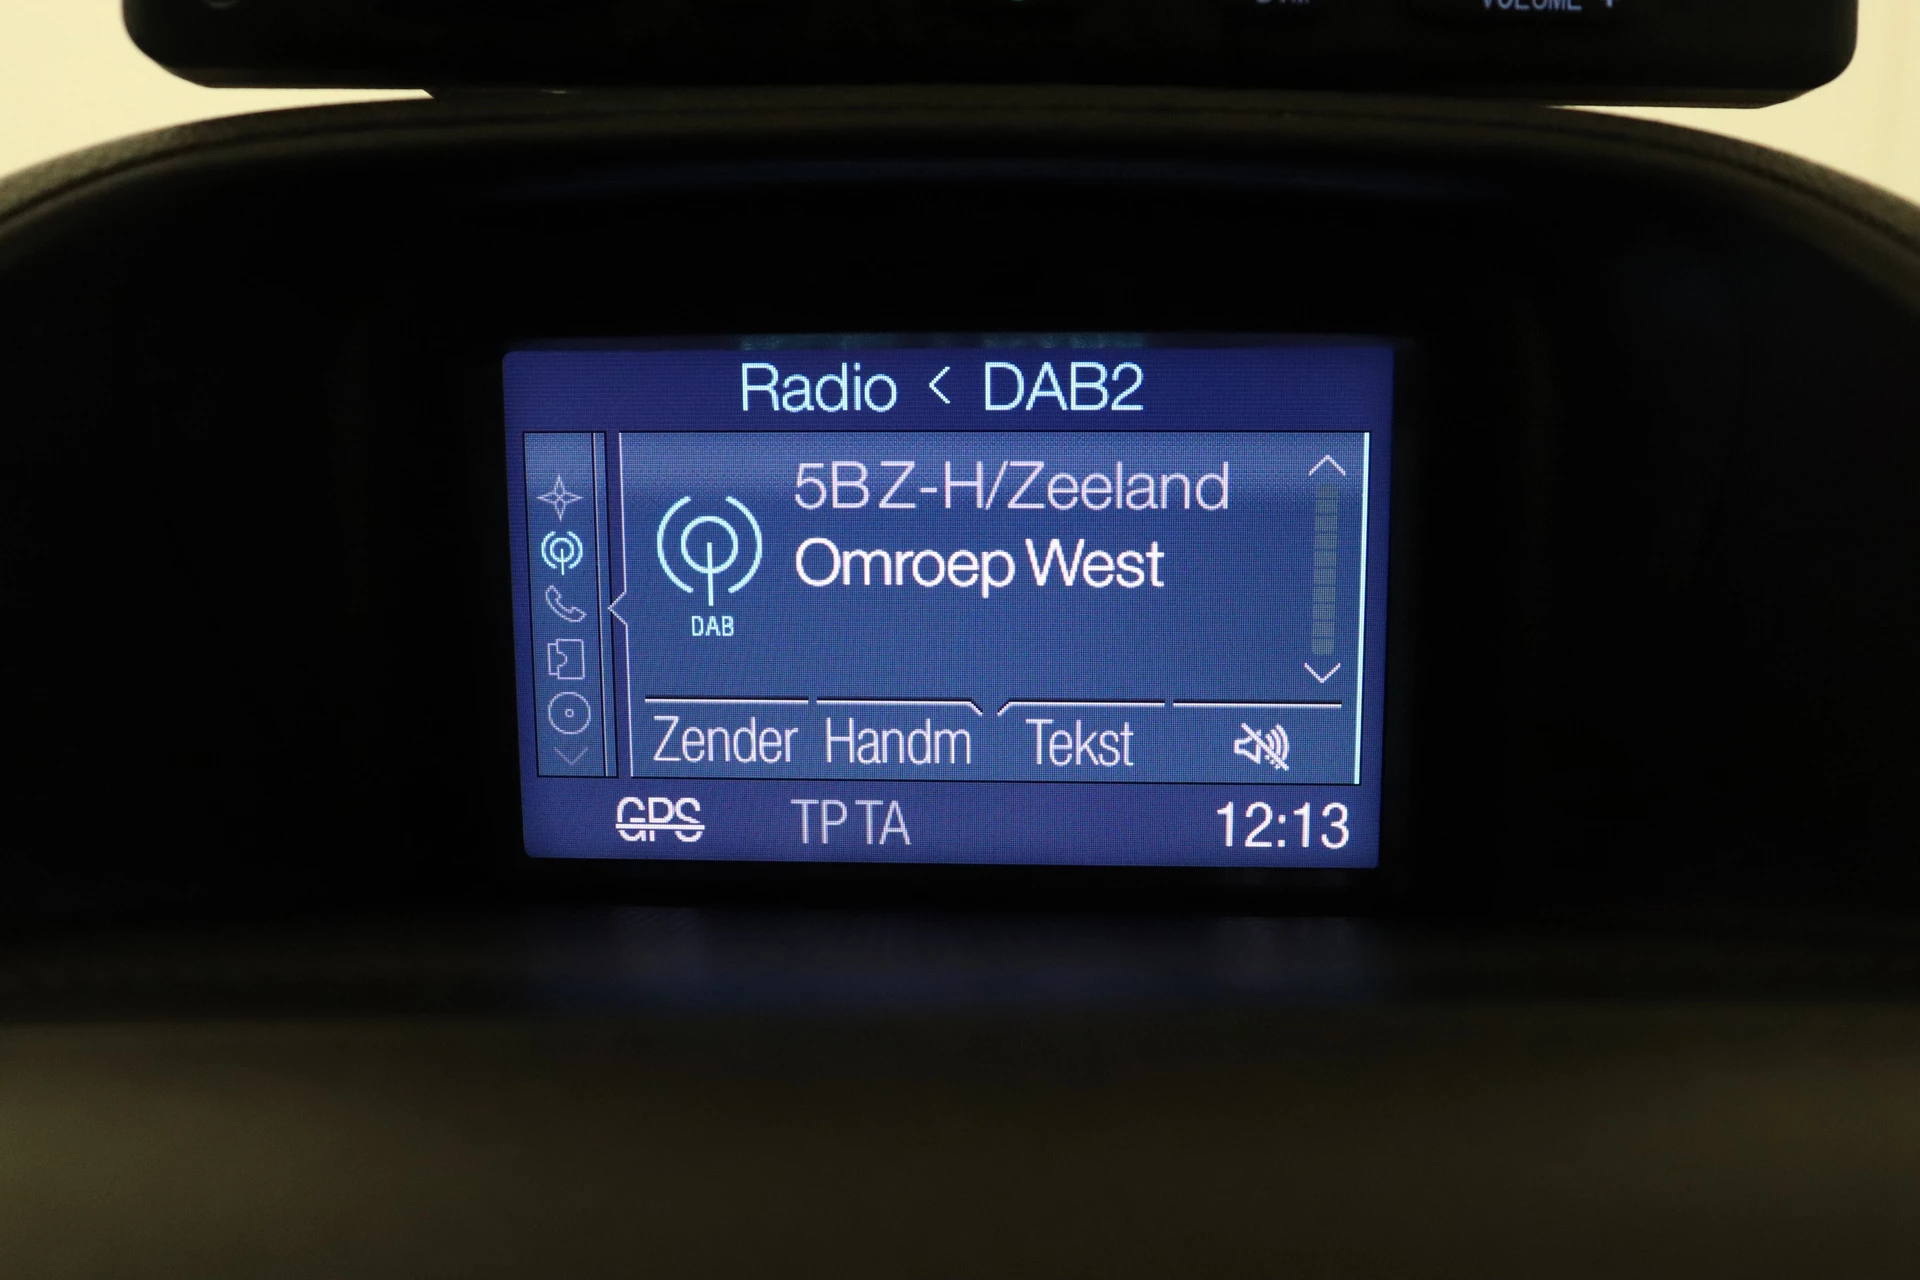 VOLUME +
Radio < DAB2
5B Z-H/Zeeland
Omroep West
DAB
Zender Handm Tekst
GPS TP TA 12:13